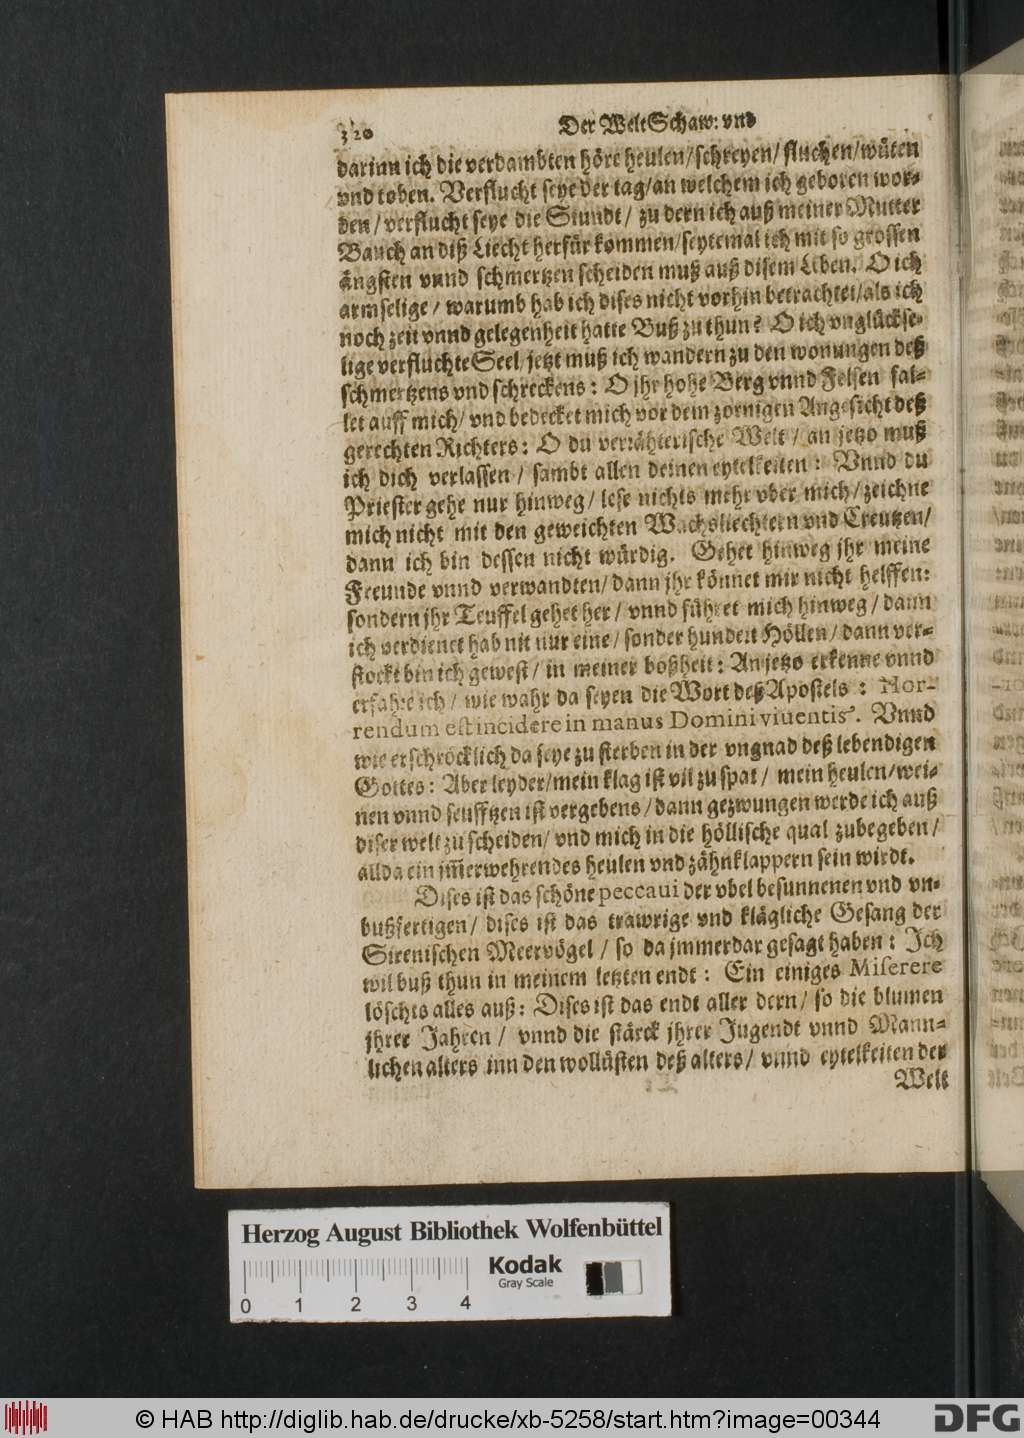 320
Der Welt Schaw: vnd
darinn ich die verdambten höre heulen/schreyen/fluchen/wüten
vnd toben. Verflucht seye der tag/an welchem ich geboren wor-
den/verflucht seye die Stundt/ zu dern ich auß meiner Mutter
Bauch an diß Liecht herfür kommen/seytemal ich mit so grossen
ängsten vnnd schmertzen scheiden muß auß disem Leben. O ich
armselige/ warumb hab ich dises nicht vorhin betrachtet/als ich
noch zeit vnnd gelegenheit hatte Buß zu thun? O ich vnglückse-
lige verfluchte Seel/jetzt muß ich wandern zu den wonungen deß
schmertzens vnd schreckens: O jhr hohe Berg vnnd Felsen fal-
let auff mich/ vnd bedecket mich vor dem zornigen Angesicht deß
gerechten Richters: O du verrähterische Welt/ an jetzo muß
ich dich verlassen/ sambt allen deinen eytelkeiten: Vnnd du
Priester gehe nur hinweg/ lese nichts mehr vber mich/zeichne
mich nicht mit den geweichten Wachsliechtern vnd Creutzen/
dann ich bin dessen nicht würdig. Gehet hinweg jhr meine
Freunde vnnd verwandten/dann jhr könnet mir nicht helffen:
sondern jhr Teuffel gehet her/ vnnd führet mich hinweg/dann
ich verdienet hab nit nur eine/sonder hundert Höllen/dann ver-
stockt bin ich gewest/ in meiner boßheit: An jetzo erkenne vnnd
erfahre ich/ wie wahr da seyen die Wort deß Apostels: Hor-
rendum est incidere in manus Domini viuentis. Vnnd
wie erschröcklich da seye zu sterben in der vngnad deß lebendigen
Gottes: Aber leyder/mein klag ist vil zu spat/ mein heulen/wei-
nen vnnd seufftzen ist vergebens/dann gezwungen werde ich auß
diser welt zu scheiden/ vnd mich in die höllische qual zubegeben/
allda ein im̃erwehrendes heulen vnd zähnklappern sein wirdt.
Dises ist das schöne peccaui der vbel besunnenen vnd vn-
bußfertigen/ dises ist das trawrige vnd klägliche Gesang der
Sirenischen Meervögel/ so da jmmerdar gesagt haben: Ich
wil buß thun in meinem letzten endt: Ein einiges Miserere
löschts alles auß: Dises ist das endt aller dern/ so die blumen
jhrer Jahren/ vnnd die stärck jhrer Jugendt vnnd Mann-
lichen alters inn den wollüsten deß alters/ vnnd eytelkeiten der
Welt
Herzog August Bibliothek Wolfenbüttel
Kodak
Gray Scale
0 1 2 3 4
© HAB http://diglib.hab.de/drucke/xb-5258/start.htm?image=00344
DFG